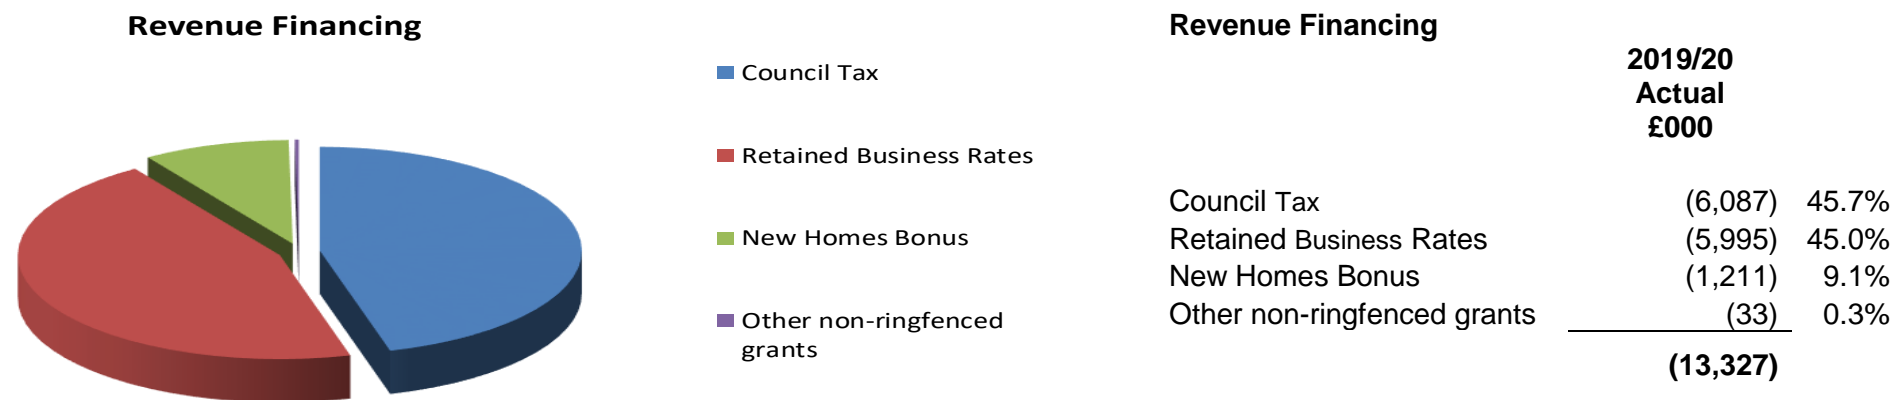 Revenue Financing
Council Tax
Retained Business Rates
New Homes Bonus
Other non-ringfenced
grants
Revenue Financing
2019/20
Actual
£000
Council Tax (6,087) 45.7%
Retained Business Rates (5,995) 45.0%
New Homes Bonus (1,211) 9.1%
Other non-ringfenced grants (33) 0.3%
(13,327)